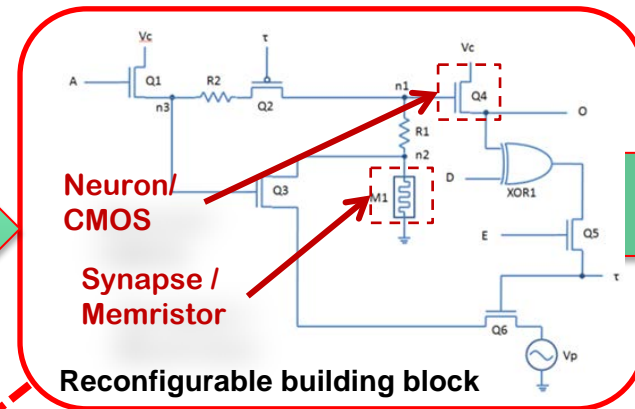 Vc
τ
Vc
A
Q1
R2
n1
Q4
n3
Q2
O
R1
n2
Neuron/
CMOS
Q3
M1
D
XOR1
Q5
E
Synapse /
Memristor
τ
Q6
Vp
Reconfigurable building block